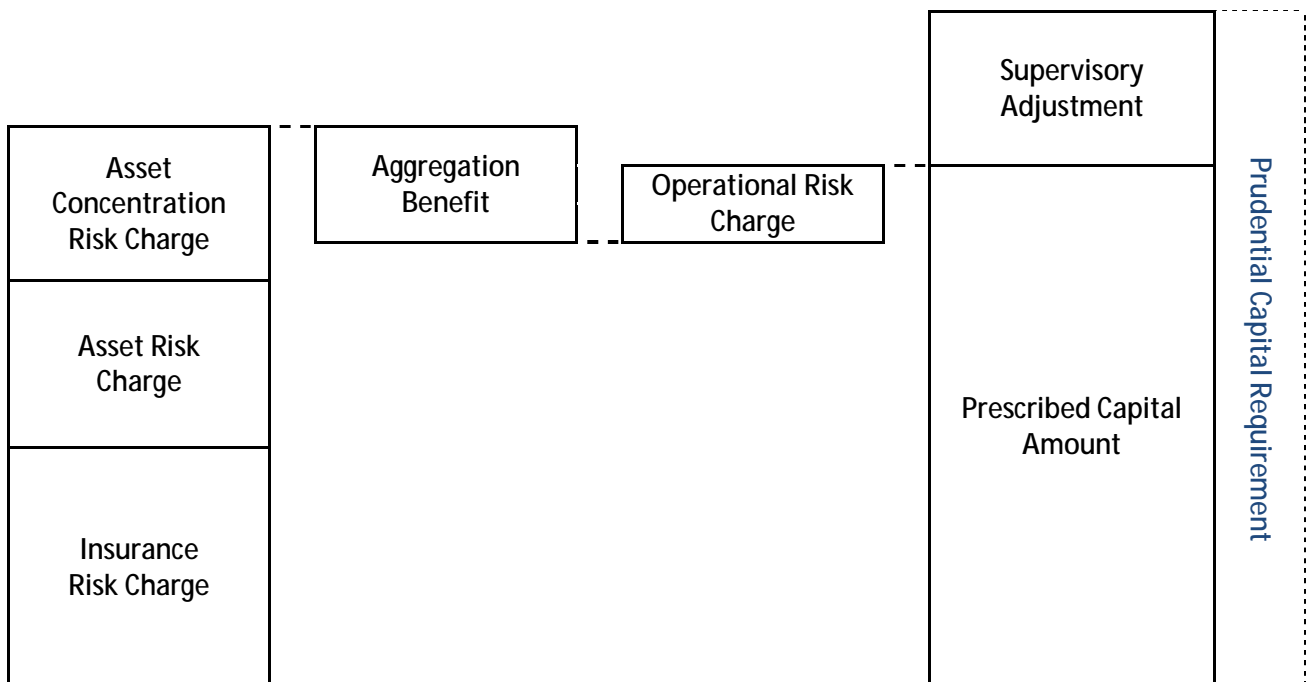 Asset
Concentration
Risk Charge
Asset Risk
Charge
Insurance
Risk Charge
Aggregation
Benefit
Operational Risk
Charge
Supervisory
Adjustment
Prescribed Capital
Amount
Prudential Capital Requirement